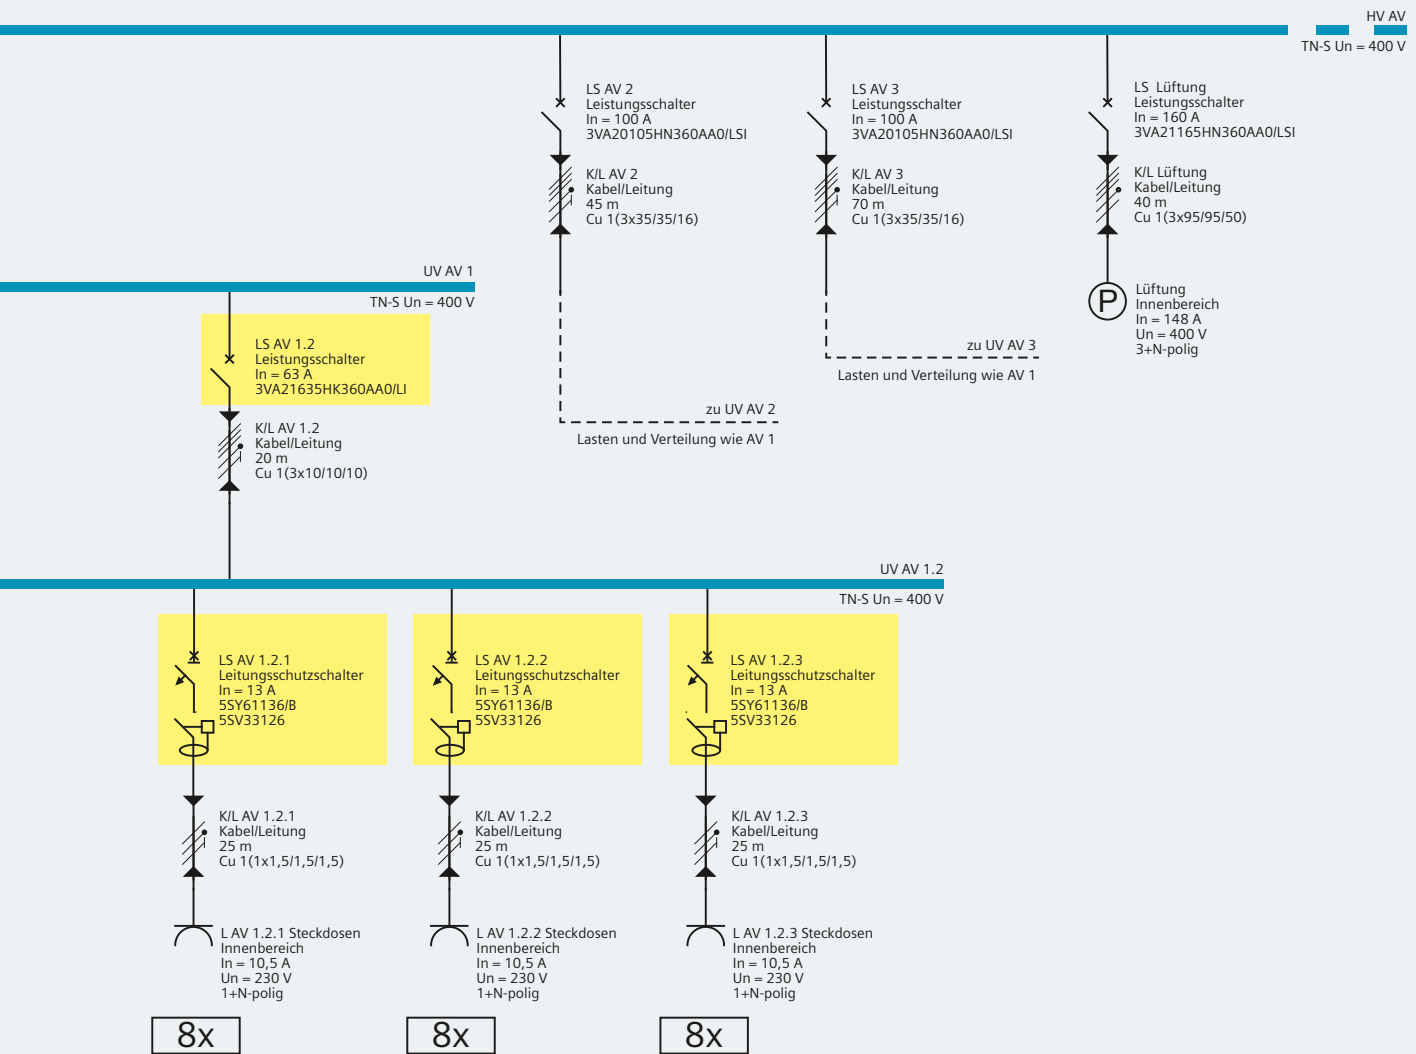 HV AV
TN-S Un = 400 V
LS AV 2
Leistungsschalter
In = 100 A
3VA20105HN360AA0/LSI
K/L AV 2
Kabel/Leitung
45 m
Cu 1(3x35/35/16)
LS AV 3
Leistungsschalter
In = 100 A
3VA20105HN360AA0/LSI
K/L AV 3
Kabel/Leitung
70 m
Cu 1(3x35/35/16)
LS Lüftung
Leistungsschalter
In = 160 A
3VA21165HN360AA0/LSI
K/L Lüftung
Kabel/Leitung
40 m
Cu 1(3x95/95/50)
P
Lüftung
Innenbereich
In = 148 A
Un = 400 V
3+N-polig
zu UV AV 3
Lasten und Verteilung wie AV 1
zu UV AV 2
Lasten und Verteilung wie AV 1
UV AV 1
TN-S Un = 400 V
LS AV 1.2
Leistungsschalter
In = 63 A
3VA21635HK360AA0/LI
K/L AV 1.2
Kabel/Leitung
20 m
Cu 1(3x10/10/10)
UV AV 1.2
TN-S Un = 400 V
LS AV 1.2.1
Leitungsschutzschalter
In = 13 A
5SY61136/B
5SV33126
K/L AV 1.2.1
Kabel/Leitung
25 m
Cu 1(1x1,5/1,5/1,5)
L AV 1.2.1 Steckdosen
Innenbereich
In = 10,5 A
Un = 230 V
1+N-polig
8x
LS AV 1.2.2
Leitungsschutzschalter
In = 13 A
5SY61136/B
5SV33126
K/L AV 1.2.2
Kabel/Leitung
25 m
Cu 1(1x1,5/1,5/1,5)
L AV 1.2.2 Steckdosen
Innenbereich
In = 10,5 A
Un = 230 V
1+N-polig
8x
LS AV 1.2.3
Leitungsschutzschalter
In = 13 A
5SY61136/B
5SV33126
K/L AV 1.2.3
Kabel/Leitung
25 m
Cu 1(1x1,5/1,5/1,5)
L AV 1.2.3 Steckdosen
Innenbereich
In = 10,5 A
Un = 230 V
1+N-polig
8x